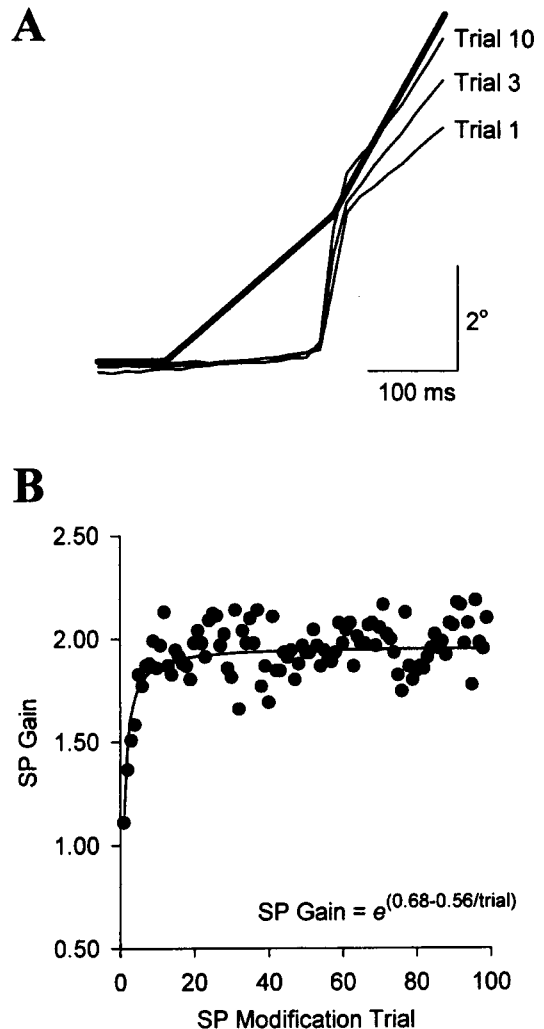 A
Trial 10
Trial 3
Trial 1
2°
100 ms
B
2.50
2.00
1.50
1.00
0.50
SP Gain
SP Gain = e^(0.68-0.56/trial)
0 20 40 60 80 100
SP Modification Trial